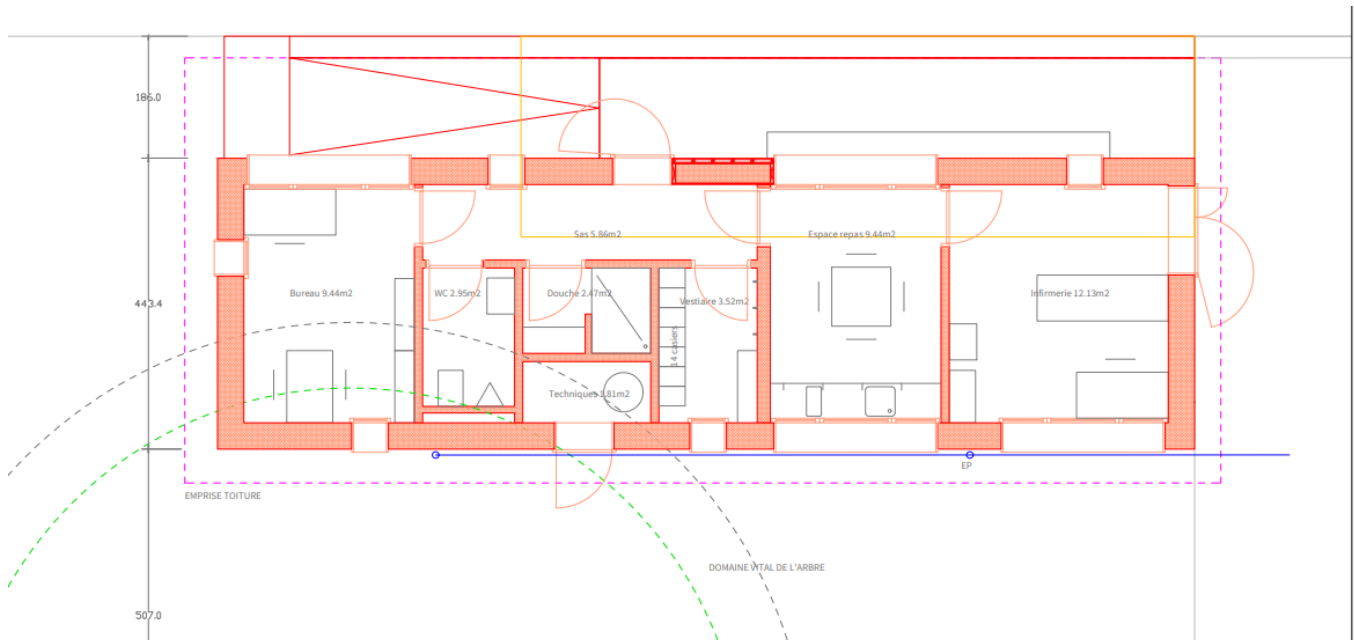 186.0
Sas 5.86m2
Espace repas 9.44m2
Bureau 9.44m2
WC 2.95m2
Douche 2.47m2
Vestiaire 3.52m2
Infirmerie 12.13m2
443.4
14 casiers
Techniques 1.81m2
EP
EMPRISE TOITURE
DOMAINE VITAL DE L'ARBRE
507.0